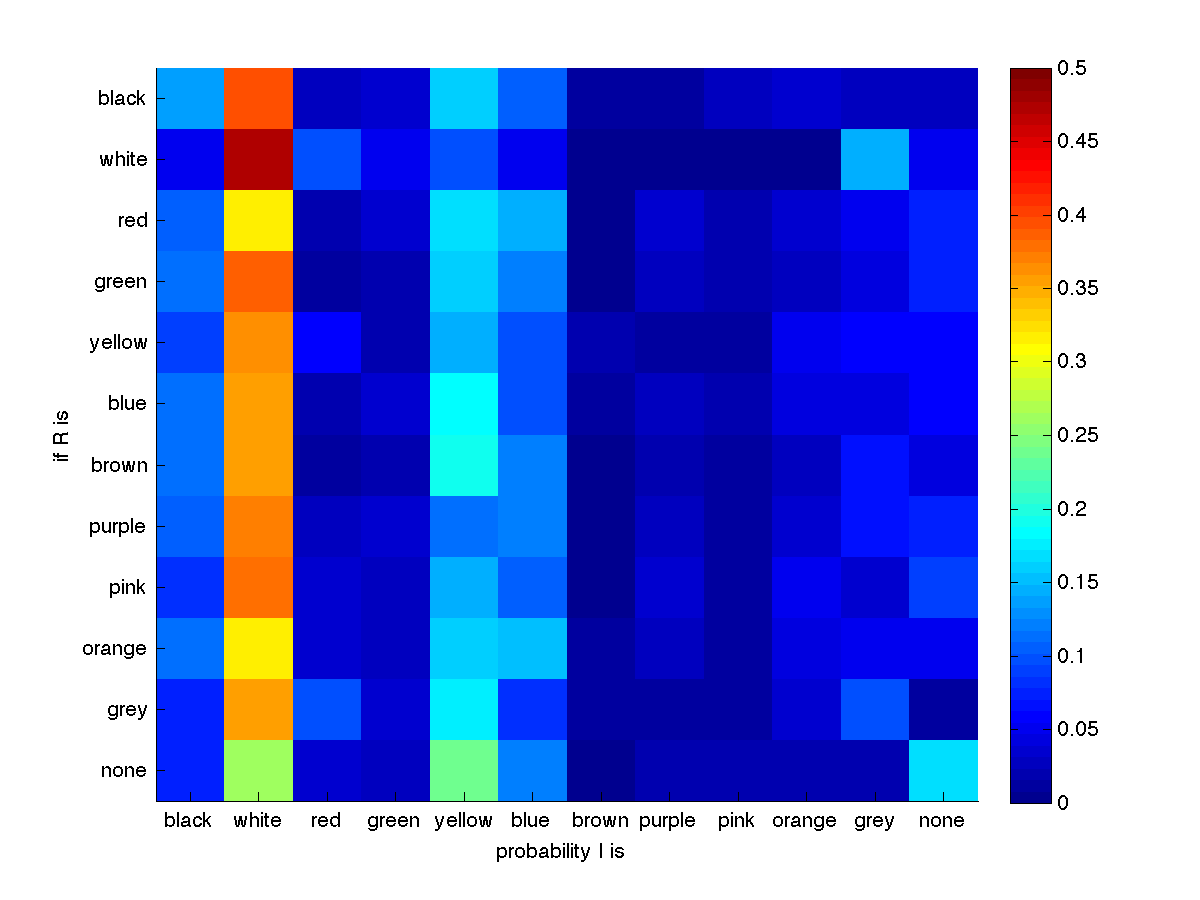 black
white
red
green
yellow
blue
brown
purple
pink
orange
grey
none
if R is
black white red green yellow blue brown purple pink orange grey none
probability I is
0.5
0.45
0.4
0.35
0.3
0.25
0.2
0.15
0.1
0.05
0